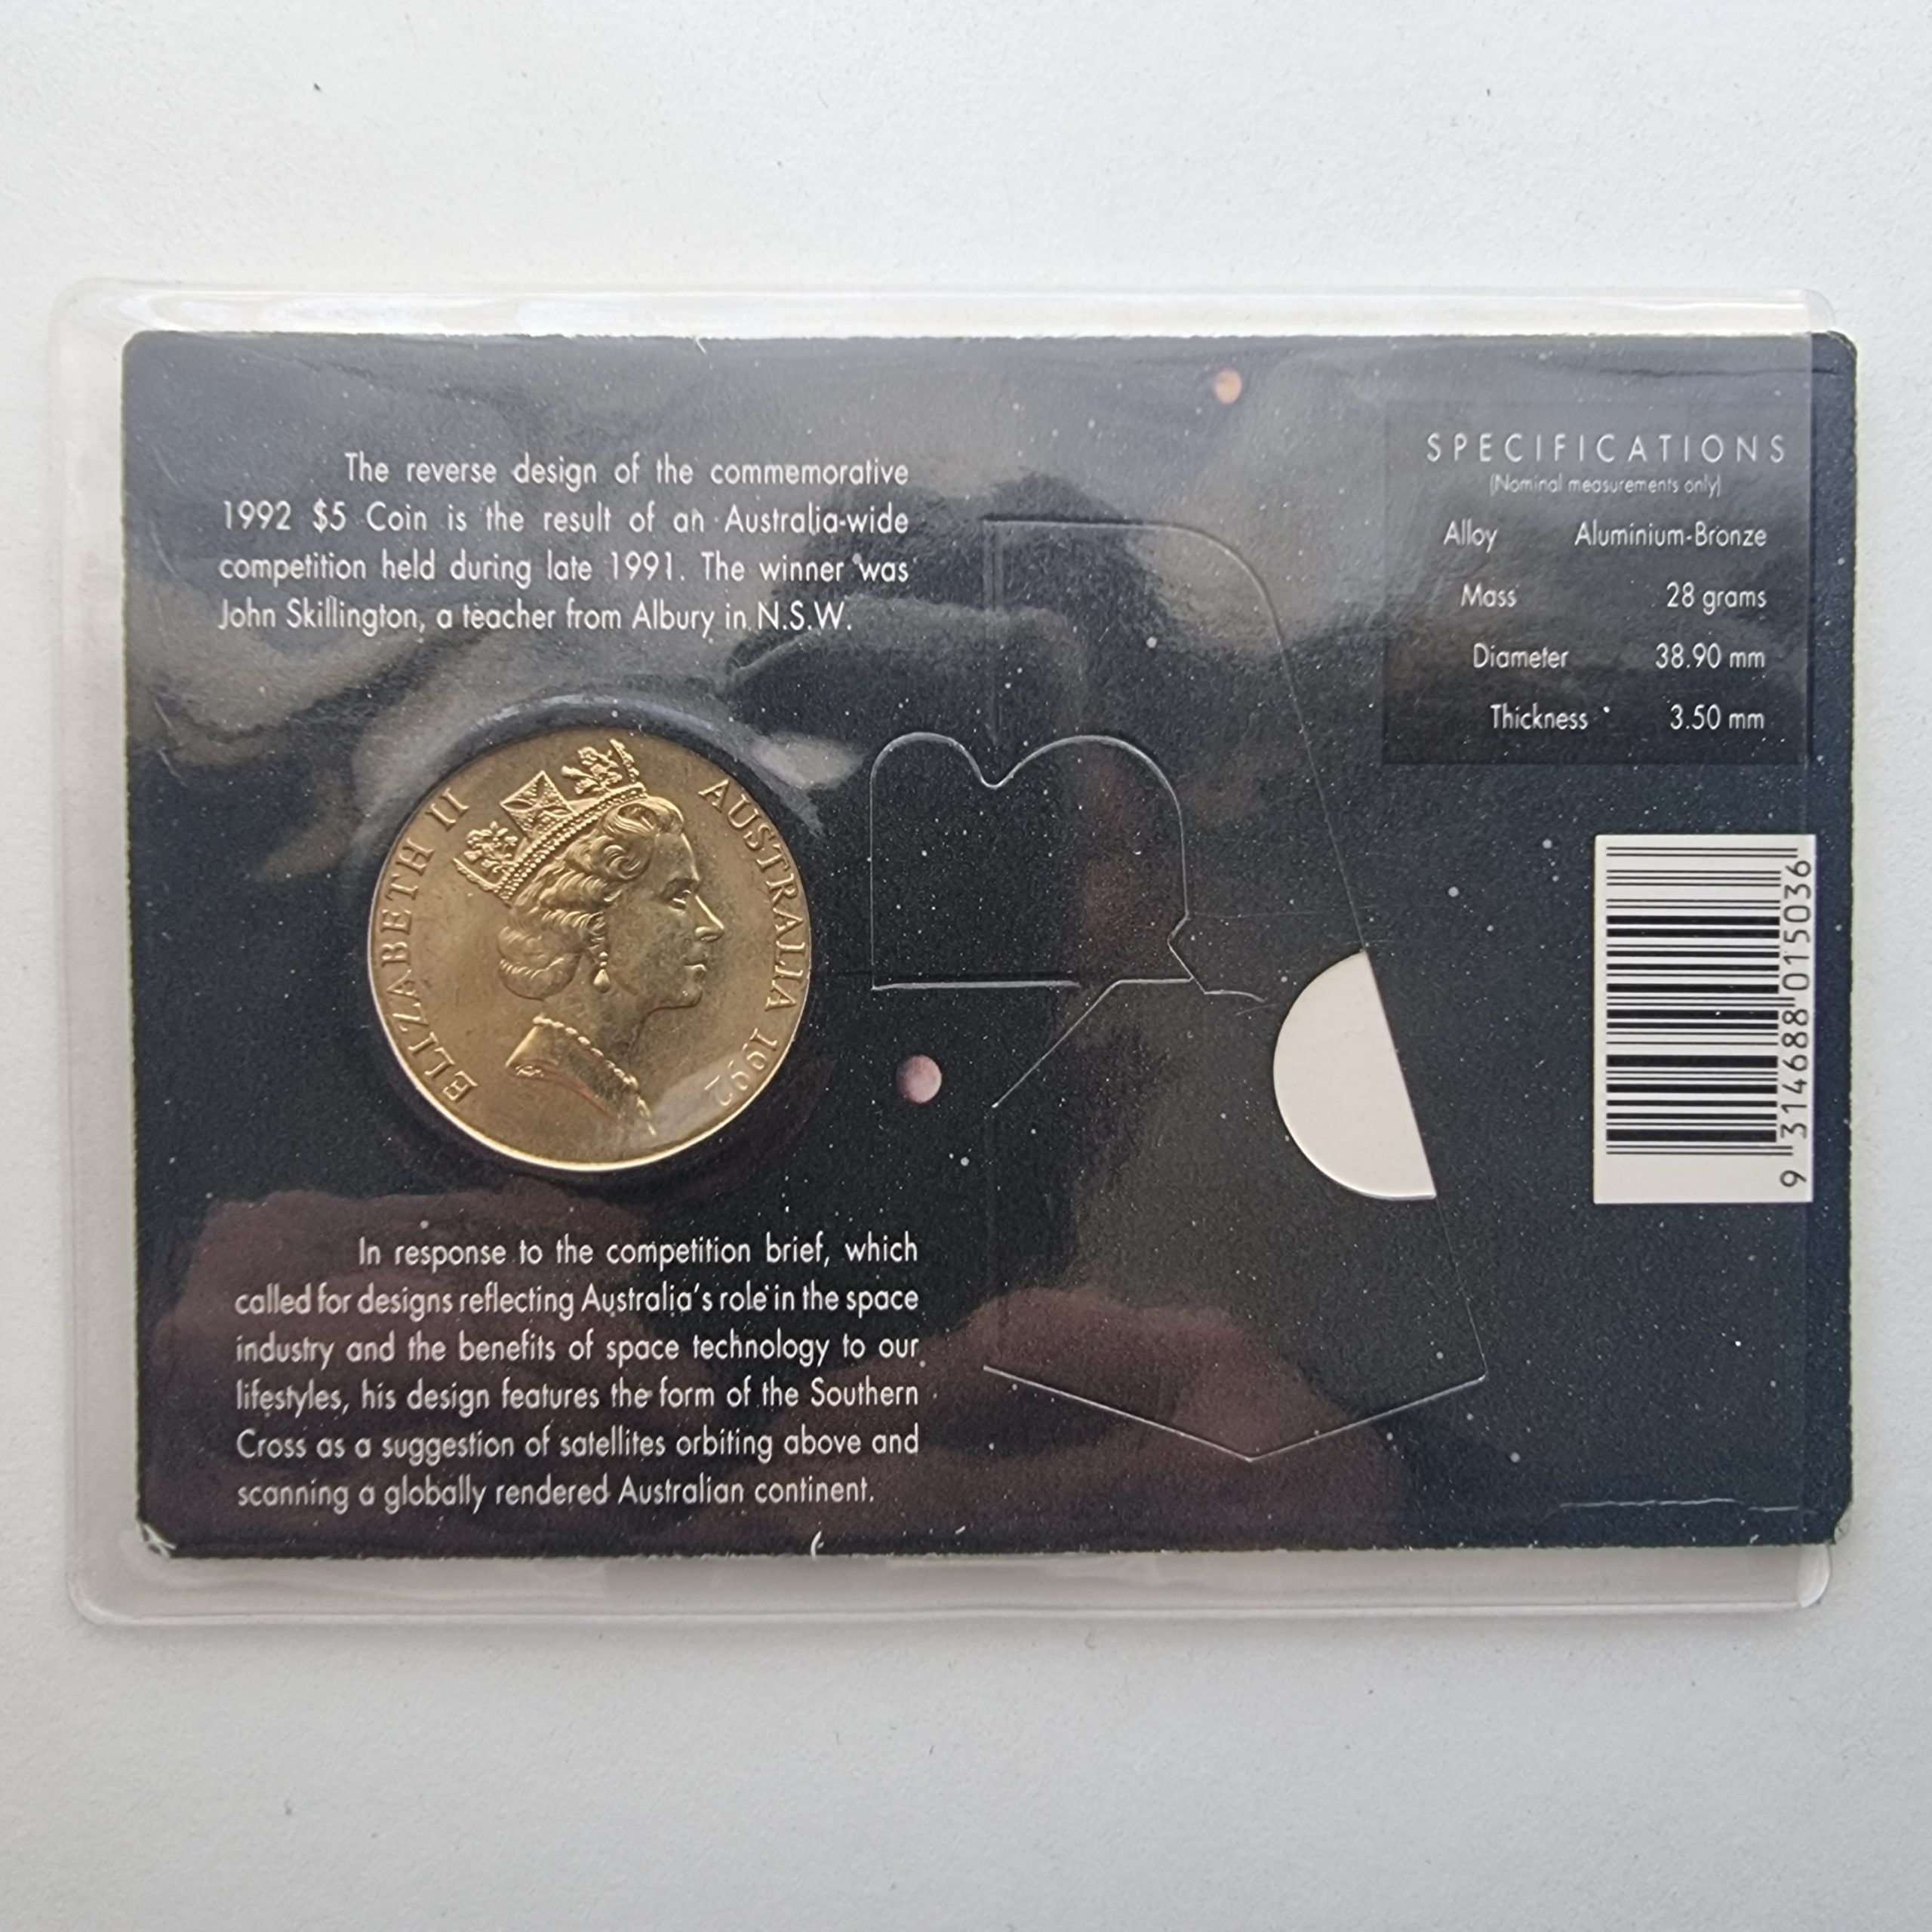 The reverse design of the commemorative
1992 $5 Coin is the result of an Australia-wide
competition held during late 1991. The winner was
John Skillington, a teacher from Albury in N.S.W.
ELIZABETH II
AUSTRALIA 1992
In response to the competition brief, which
called for designs reflecting Australia's role in the space
industry and the benefits of space technology to our
lifestyles, his design features the form of the Southern
Cross as a suggestion of satellites orbiting above and
scanning a globally rendered Australian continent.
SPECIFICATIONS
(Nominal measurements only)
Alloy Aluminium-Bronze
Mass 28 grams
Diameter 38.90 mm
Thickness 3.50 mm
9 314688 015036